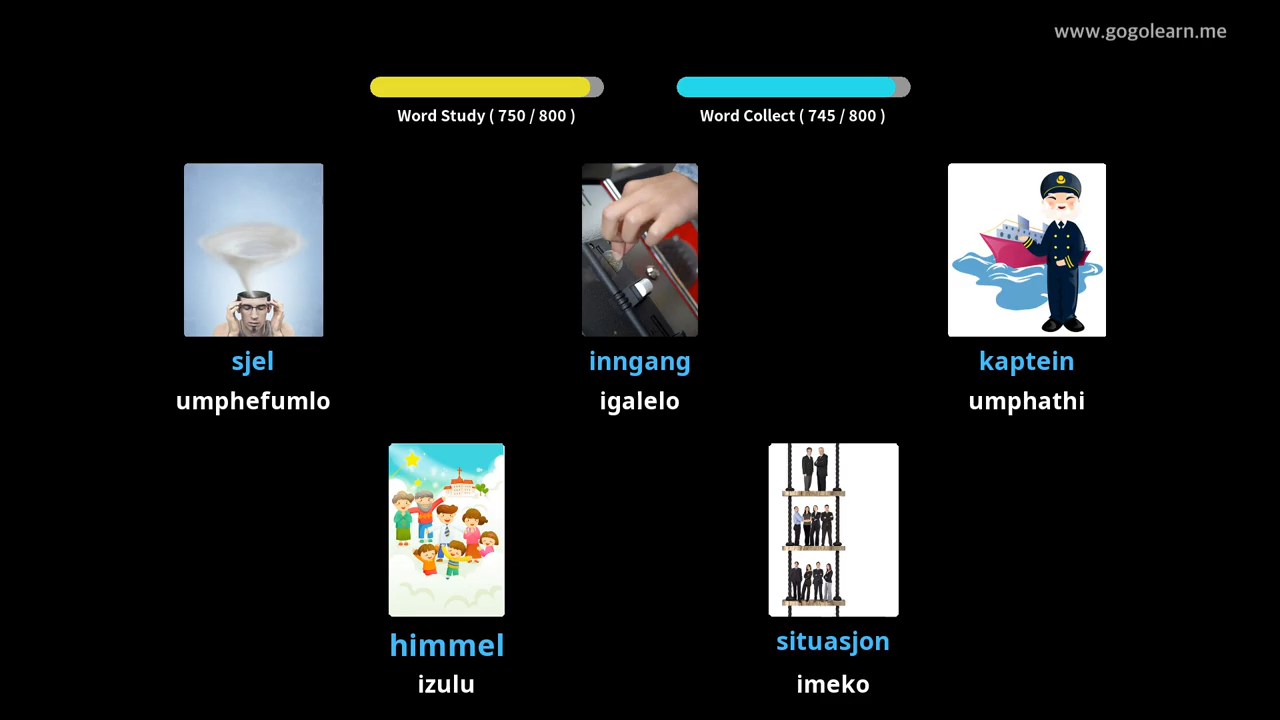 www.gogolearn.me
Word Study ( 750 / 800 )
Word Collect ( 745 / 800 )
sjel
umphefumlo
inngang
igalelo
kaptein
umphathi
himmel
izulu
situasjon
imeko